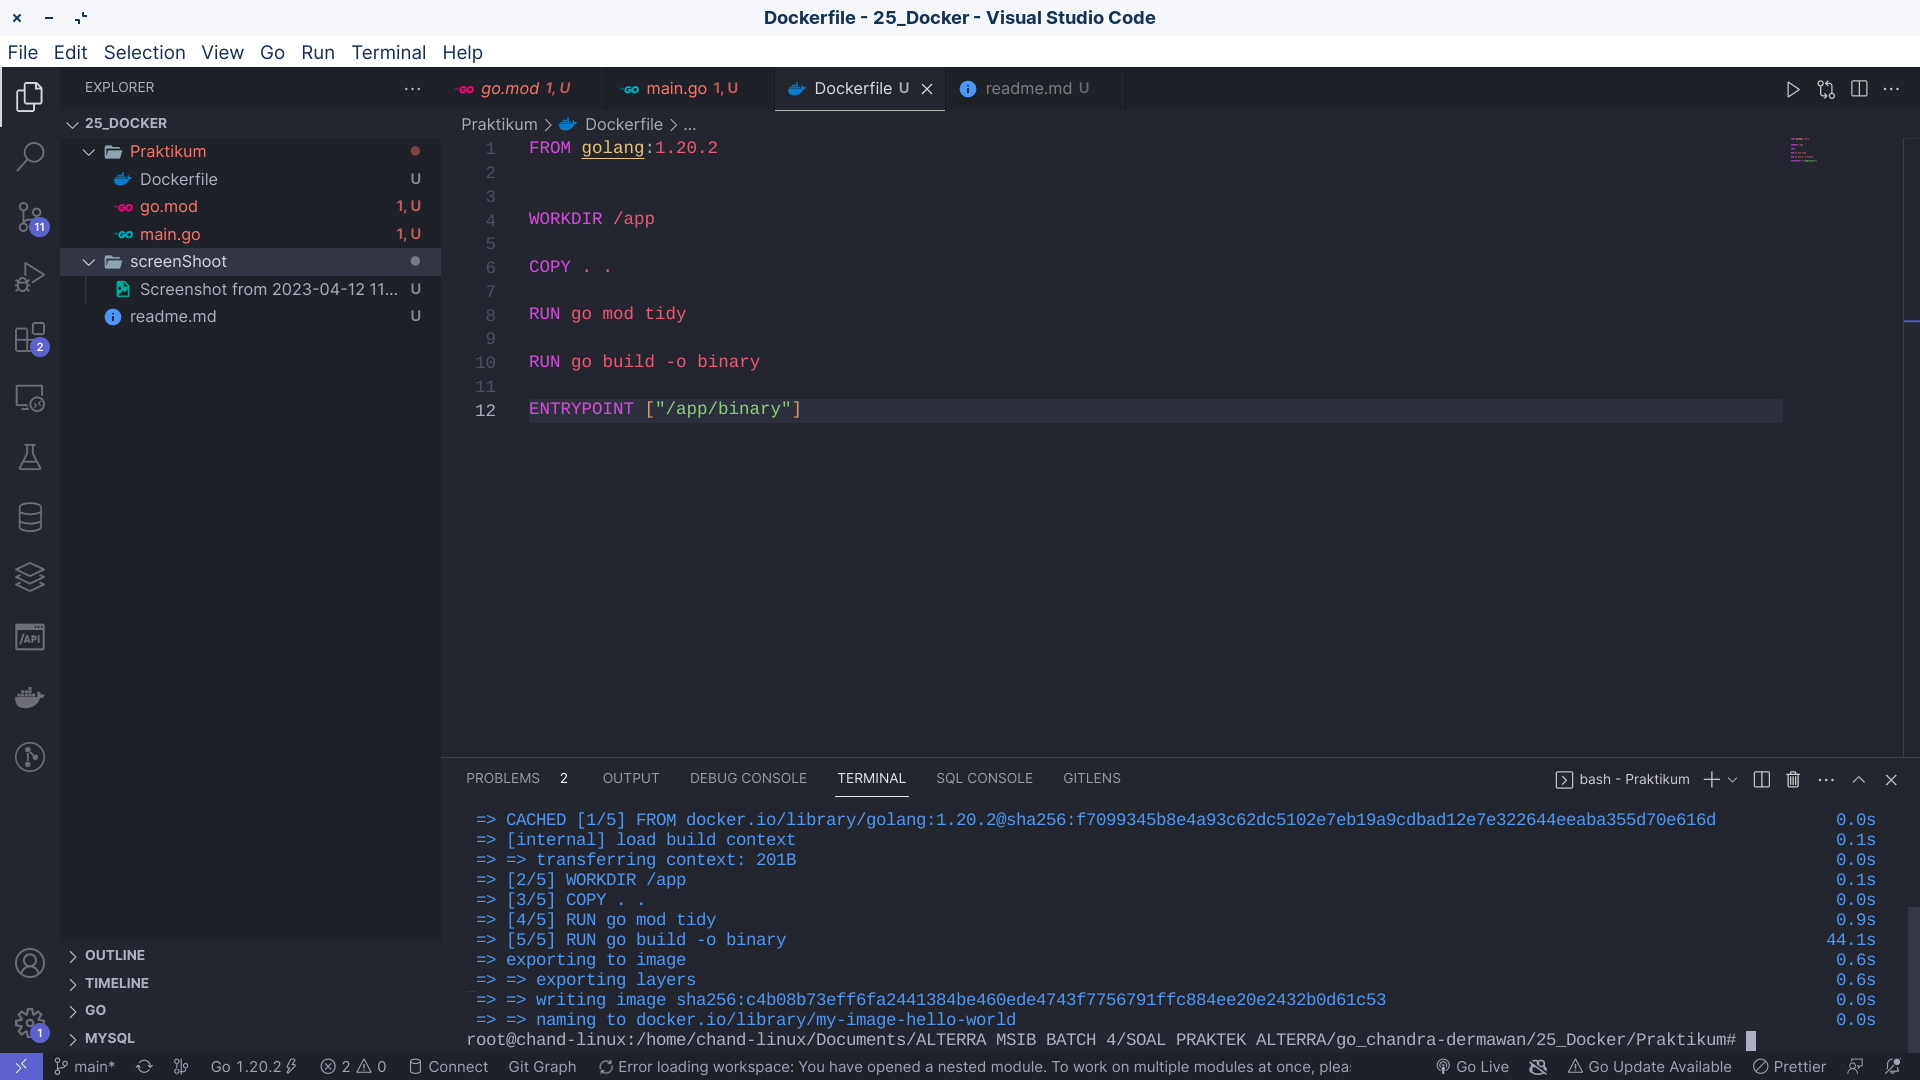 Dockerfile - 25_Docker - Visual Studio Code
File Edit Selection View Go Run Terminal Help
EXPLORER
25_DOCKER
Praktikum
Dockerfile U
go.mod 1, U
main.go 1, U
screenShoot
Screenshot from 2023-04-12 11... U
readme.md U
OUTLINE
TIMELINE
GO
MYSQL
11
2
/API
1
go.mod 1, U main.go 1, U Dockerfile U readme.md U
Praktikum > Dockerfile > ...
1 FROM golang:1.20.2
2
3
4 WORKDIR /app
5
6 COPY . .
7
8 RUN go mod tidy
9
10 RUN go build -o binary
11
12 ENTRYPOINT ["/app/binary"]
PROBLEMS 2 OUTPUT DEBUG CONSOLE TERMINAL SQL CONSOLE GITLENS bash - Praktikum
=> CACHED [1/5] FROM docker.io/library/golang:1.20.2@sha256:f7099345b8e4a93c62dc5102e7eb19a9cdbad12e7e322644eeaba355d70e616d 0.0s
=> [internal] load build context 0.1s
=> => transferring context: 201B 0.0s
=> [2/5] WORKDIR /app 0.1s
=> [3/5] COPY . . 0.0s
=> [4/5] RUN go mod tidy 0.9s
=> [5/5] RUN go build -o binary 44.1s
=> exporting to image 0.6s
=> => exporting layers 0.6s
=> => writing image sha256:c4b08b73eff6fa2441384be460ede4743f7756791ffc884ee20e2432b0d61c53 0.0s
=> => naming to docker.io/library/my-image-hello-world 0.0s
root@chand-linux:/home/chand-linux/Documents/ALTERRA MSIB BATCH 4/SOAL PRAKTEK ALTERRA/go_chandra-dermawan/25_Docker/Praktikum#
main* Go 1.20.2 2 0 Connect Git Graph Error loading workspace: You have opened a nested module. To work on multiple modules at once, plea Go Live Go Update Available Prettier